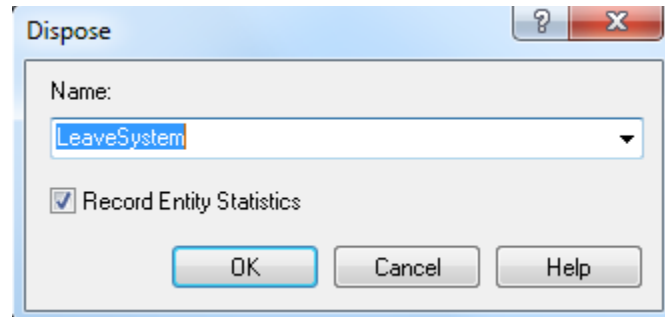 Dispose
Name:
LeaveSystem
Record Entity Statistics
OK Cancel Help